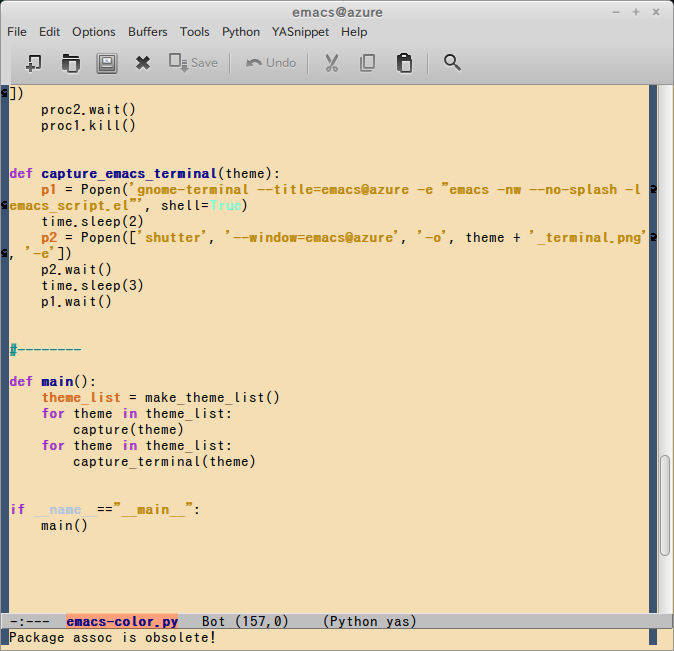 emacs@azure
File Edit Options Buffers Tools Python YASnippet Help
Save Undo
])
    proc2.wait()
    proc1.kill()
def capture_emacs_terminal(theme):
    p1 = Popen('gnome-terminal --title=emacs@azure -e "emacs -nw --no-splash -l
emacs_script.el"', shell=True)
    time.sleep(2)
    p2 = Popen(['shutter', '--window=emacs@azure', '-o', theme + '_terminal.png'
, '-e'])
    p2.wait()
    time.sleep(3)
    p1.wait()
#--------
def main():
    theme_list = make_theme_list()
    for theme in theme_list:
        capture(theme)
    for theme in theme_list:
        capture_terminal(theme)
if __name__=="__main__":
    main()
-:--- emacs-color.py Bot (157,0) (Python yas)
Package assoc is obsolete!